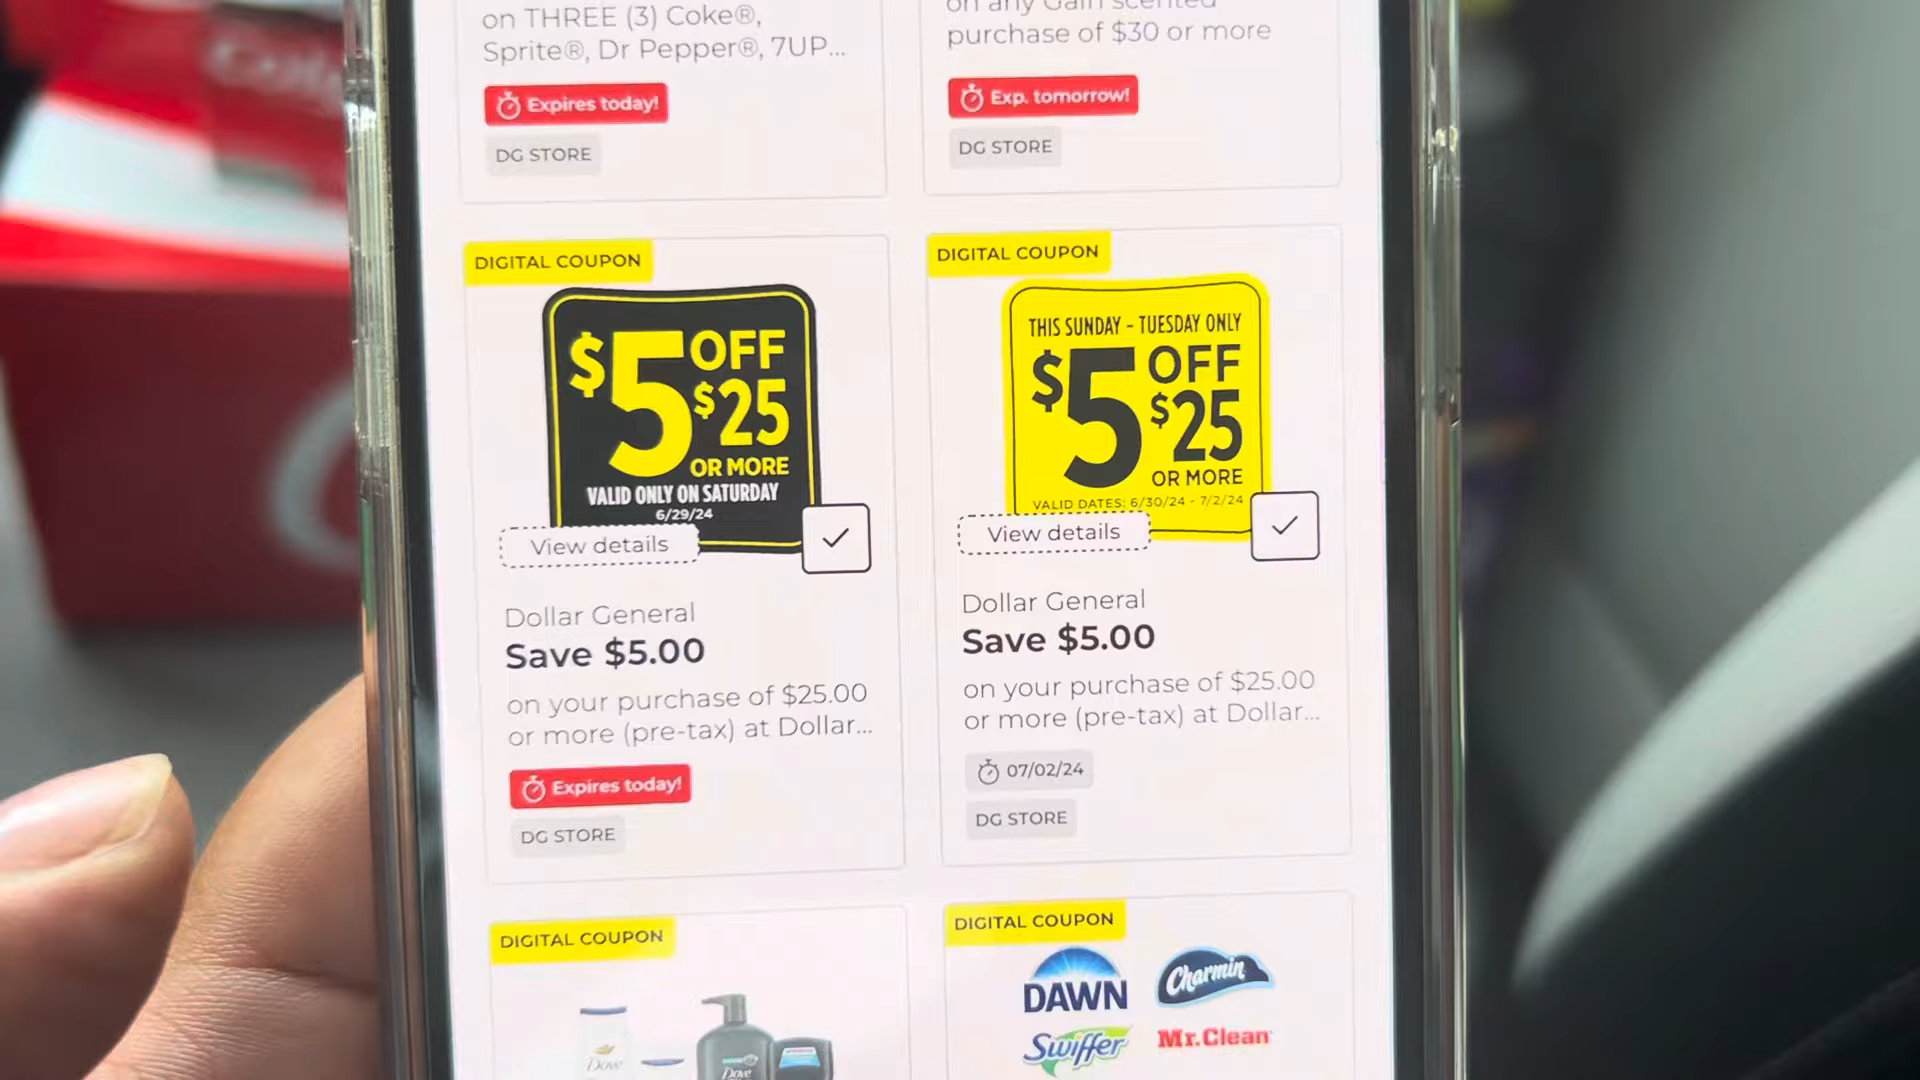 on THREE (3) Coke®,
Sprite®, Dr Pepper®, 7UP...
Expires today!
DG STORE
on any Gain scented
purchase of $30 or more
Exp. tomorrow!
DG STORE
DIGITAL COUPON
$5 OFF
$25
OR MORE
VALID ONLY ON SATURDAY
6/29/24
View details
Dollar General
Save $5.00
on your purchase of $25.00
or more (pre-tax) at Dollar...
Expires today!
DG STORE
DIGITAL COUPON
THIS SUNDAY - TUESDAY ONLY
$5 OFF
$25
OR MORE
VALID DATES: 6/30/24 - 7/2/24
View details
Dollar General
Save $5.00
on your purchase of $25.00
or more (pre-tax) at Dollar...
07/02/24
DG STORE
DIGITAL COUPON
Dove
Dove
DIGITAL COUPON
DAWN
Charmin
Swiffer
Mr. Clean